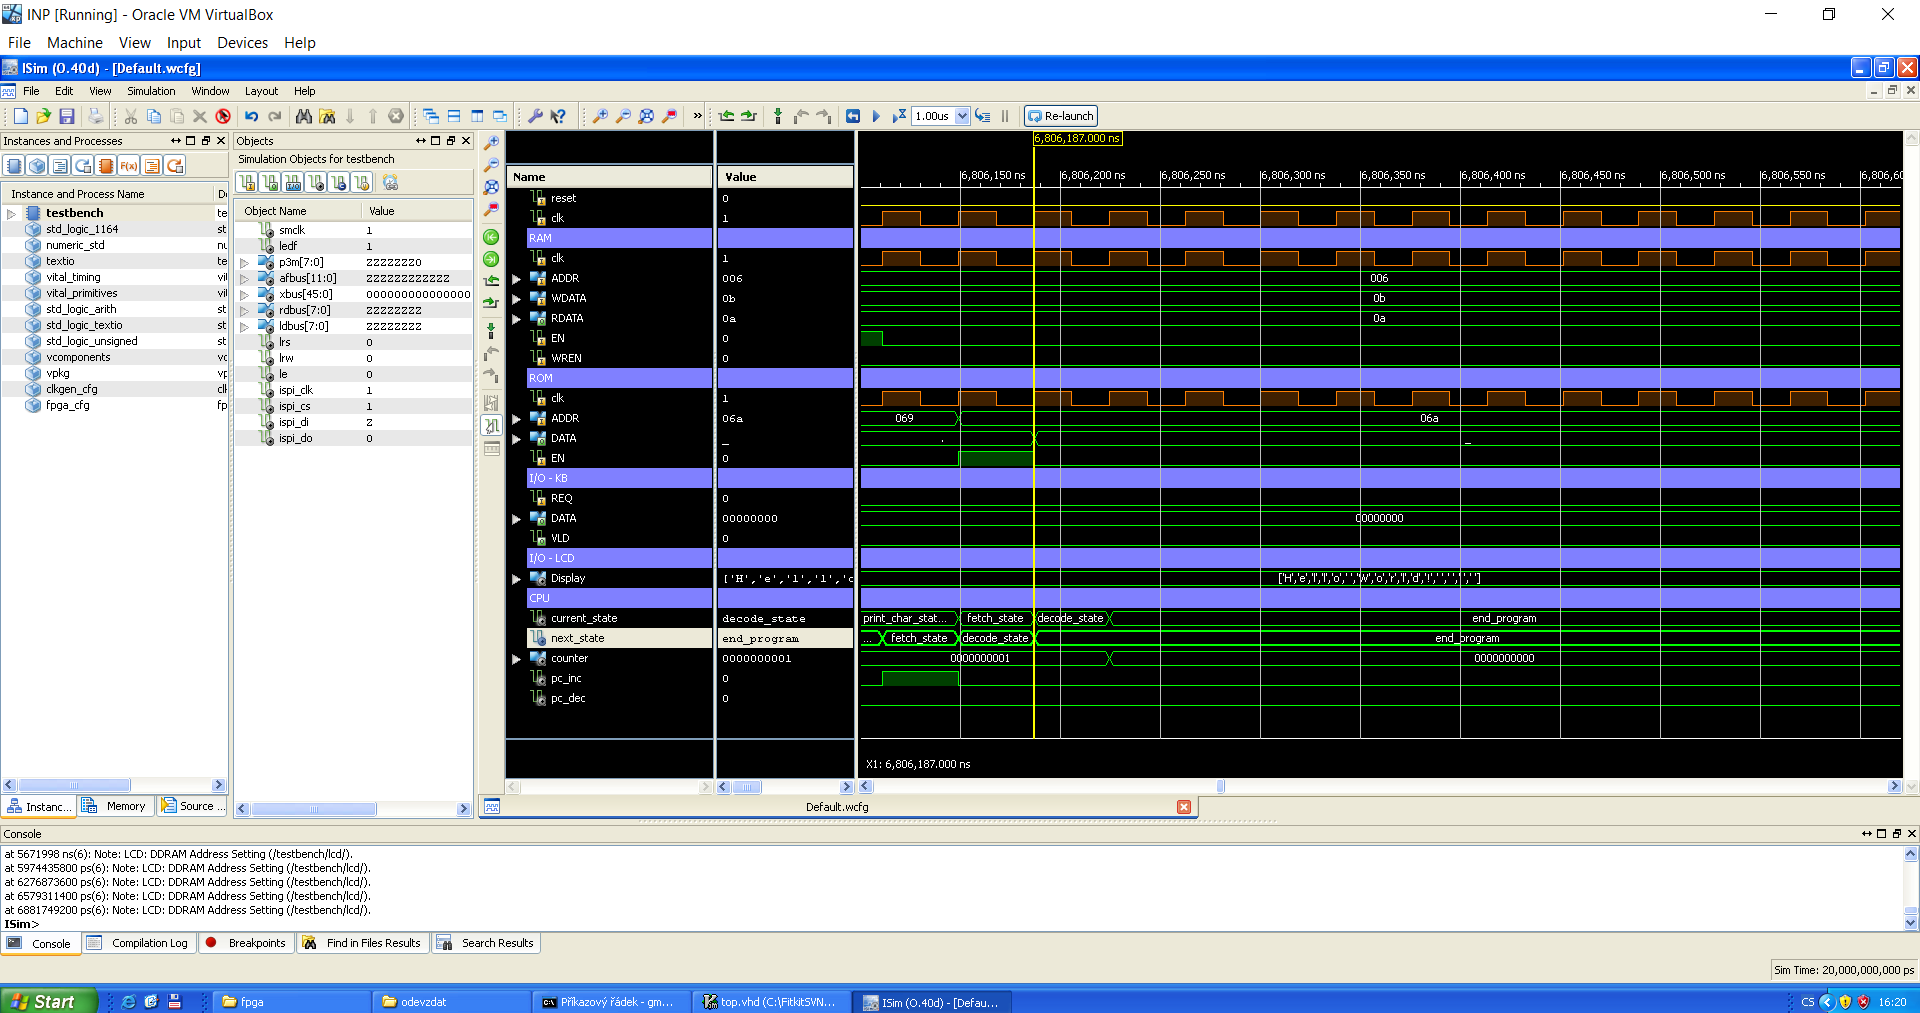 INP [Running] - Oracle VM VirtualBox
File Machine View Input Devices Help
ISim (O.40d) - [Default.wcfg]
File Edit View Simulation Window Layout Help
1.00us Re-launch
Instances and Processes
Instance and Process Name
testbench te
std_logic_1164 st
numeric_std nu
textio te
vital_timing vi
vital_primitives vi
std_logic_arith st
std_logic_textio st
std_logic_unsigned st
vcomponents vc
vpkg vp
clkgen_cfg cl
fpga_cfg fp
Instanc... Memory Source ...
Objects
Simulation Objects for testbench
Object Name Value
smclk 1
ledf 1
p3m[7:0] ZZZZZZZ0
afbus[11:0] ZZZZZZZZZZZZ
xbus[45:0] 000000000000000
rdbus[7:0] ZZZZZZZZ
ldbus[7:0] ZZZZZZZZ
lrs 0
lrw 0
le 0
ispi_clk 1
ispi_cs 1
ispi_di Z
ispi_do 0
6,806,187.000 ns
Name Value
6,806,150 ns 6,806,200 ns 6,806,250 ns 6,806,300 ns 6,806,350 ns 6,806,400 ns 6,806,450 ns 6,806,500 ns 6,806,550 ns 6,806,60
reset 0
clk 1
RAM
clk 1
ADDR 006 006
WDATA 0b 0b
RDATA 0a 0a
EN 0
WREN 0
ROM
clk 1
ADDR 06a 069 06a
DATA _ . _
EN 0
I/O - KB
REQ 0
DATA 00000000 00000000
VLD 0
I/O - LCD
Display ['H','e','l','l','o ['H','e','l','l','o',' ','W','o','r','l','d','!',' ',' ',' ',' ']
CPU
current_state decode_state print_char_stat... fetch_state decode_state end_program
next_state end_program ... fetch_state decode_state end_program
counter 0000000001 0000000001 0000000000
pc_inc 0
pc_dec 0
X1: 6,806,187.000 ns
Default.wcfg
Console
at 5671998 ns(6): Note: LCD: DDRAM Address Setting (/testbench/lcd/).
at 5974435800 ps(6): Note: LCD: DDRAM Address Setting (/testbench/lcd/).
at 6276873600 ps(6): Note: LCD: DDRAM Address Setting (/testbench/lcd/).
at 6579311400 ps(6): Note: LCD: DDRAM Address Setting (/testbench/lcd/).
at 6881749200 ps(6): Note: LCD: DDRAM Address Setting (/testbench/lcd/).
ISim>
Console Compilation Log Breakpoints Find in Files Results Search Results
Sim Time: 20,000,000,000 ps
Start fpga odevzdat Příkazový řádek - gm... top.vhd (C:\FitkitSVN... ISim (O.40d) - [Defau... CS 16:20